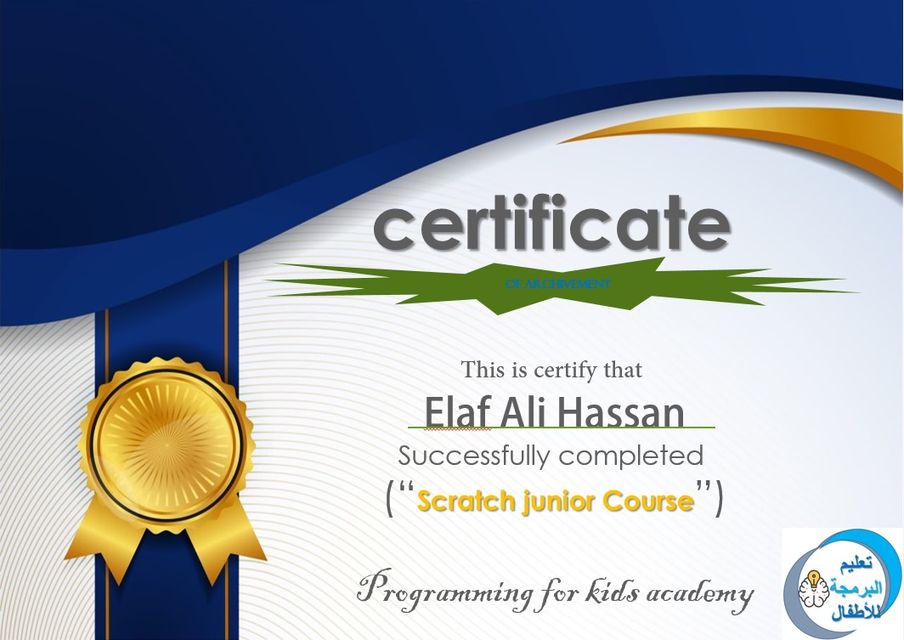 certificate
OF ARCHIVEMENT
This is certify that
Elaf Ali Hassan
Successfully completed
(“Scratch junior Course”)
Programming for kids academy
تعليم
البرمجة
للأطفال